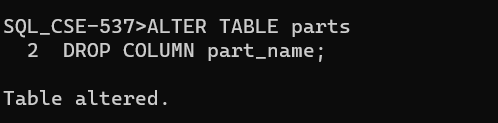 SQL_CSE-537>ALTER TABLE parts
  2  DROP COLUMN part_name;
Table altered.